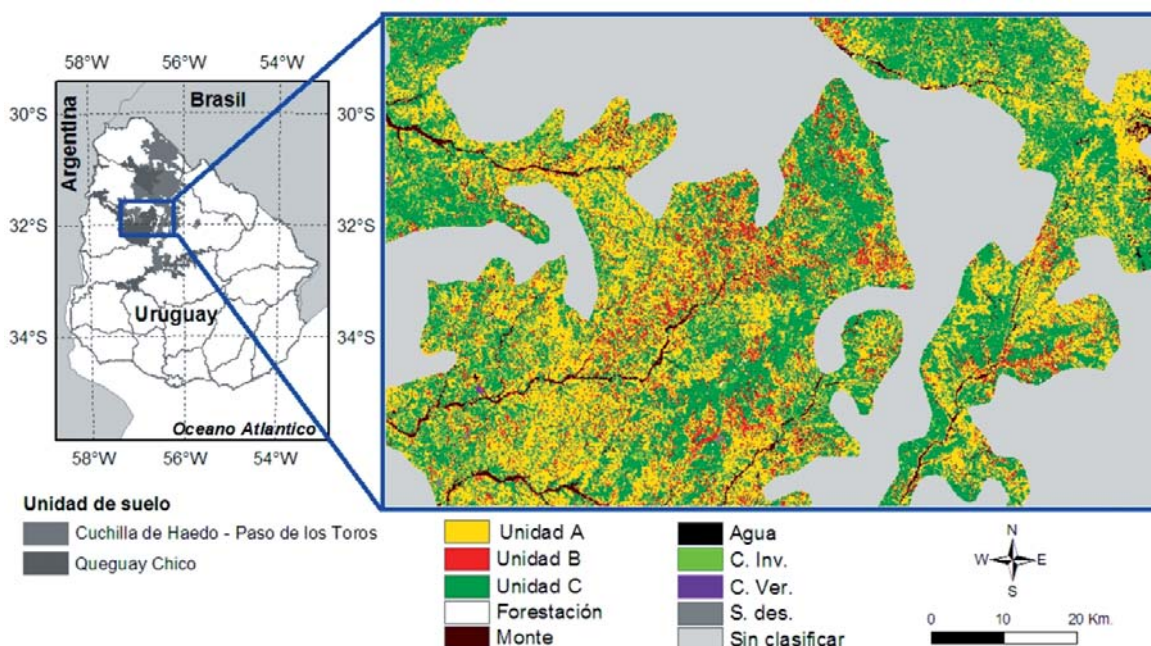 58°W 56°W 54°W
30°S
30°S
32°S
32°S
34°S
34°S
Brasil
Argentina
Uruguay
Oceano Atlantico
58°W 56°W 54°W
Unidad de suelo
Cuchilla de Haedo - Paso de los Toros
Queguay Chico
Unidad A
Unidad B
Unidad C
Forestación
Monte
Agua
C. Inv.
C. Ver.
S. des.
Sin clasificar
N
W E
S
0 10 20 Km.